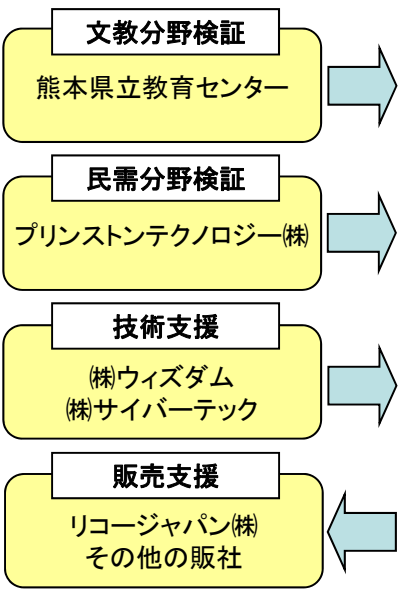 文教分野検証
熊本県立教育センター
民需分野検証
プリンストンテクノロジー㈱
技術支援
㈱ウィズダム
㈱サイバーテック
販売支援
リコージャパン㈱
その他の販社